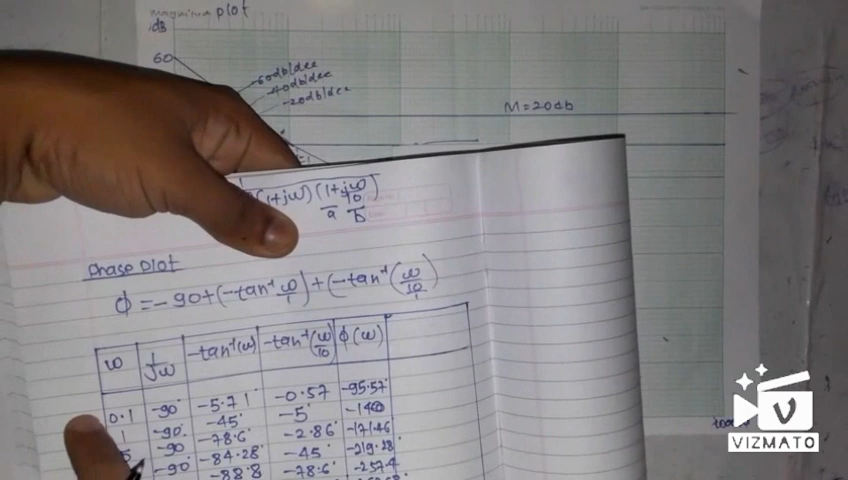 magnitude plot
dB
60
-60db|dec
-40db|dec
-20db|dec
M=20db
(1+jω) (1+jω/10)
a b
Phase plot
ϕ = -90+(-tan⁻¹ ω/1)+(-tan⁻¹(ω/10)
ω 1/jω -tan⁻¹(ω) -tan⁻¹(ω/10) ϕ(ω)
0.1 -90° -5.71° -0.57 -95.57°
1 -90° -45° -5° -140
5 -90 -78.6° -2.86° -171.46
-90° -84.28° -45° -219.28
-88.8 -78.6° -257.4
V
VIZMATO